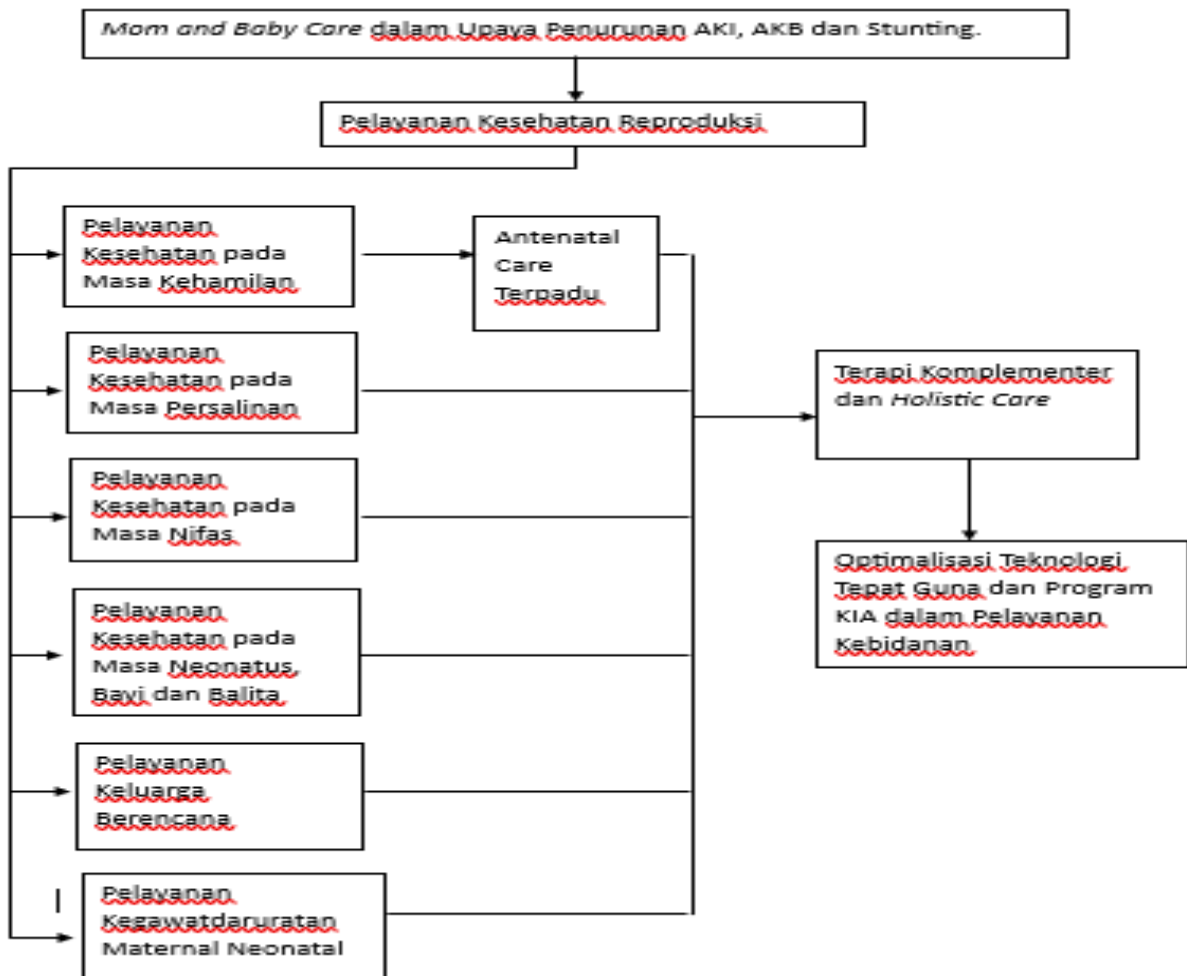 Mom and Baby Care dalam Upaya Penurunan AKI, AKB dan Stunting.
Pelayanan Kesehatan Reproduksi
Pelayanan
Kesehatan pada
Masa Kehamilan
Antenatal
Care
Terpadu
Pelayanan
Kesehatan pada
Masa Persalinan
Terapi Komplementer
dan Holistic Care
Pelayanan
Kesehatan pada
Masa Nifas
Optimalisasi Teknologi
Tepat Guna dan Program
KIA dalam Pelayanan
Kebidanan
Pelayanan
Kesehatan pada
Masa Neonatus,
Bayi dan Balita
Pelayanan
Keluarga
Berencana
Pelayanan
Kegawatdaruratan
Maternal Neonatal